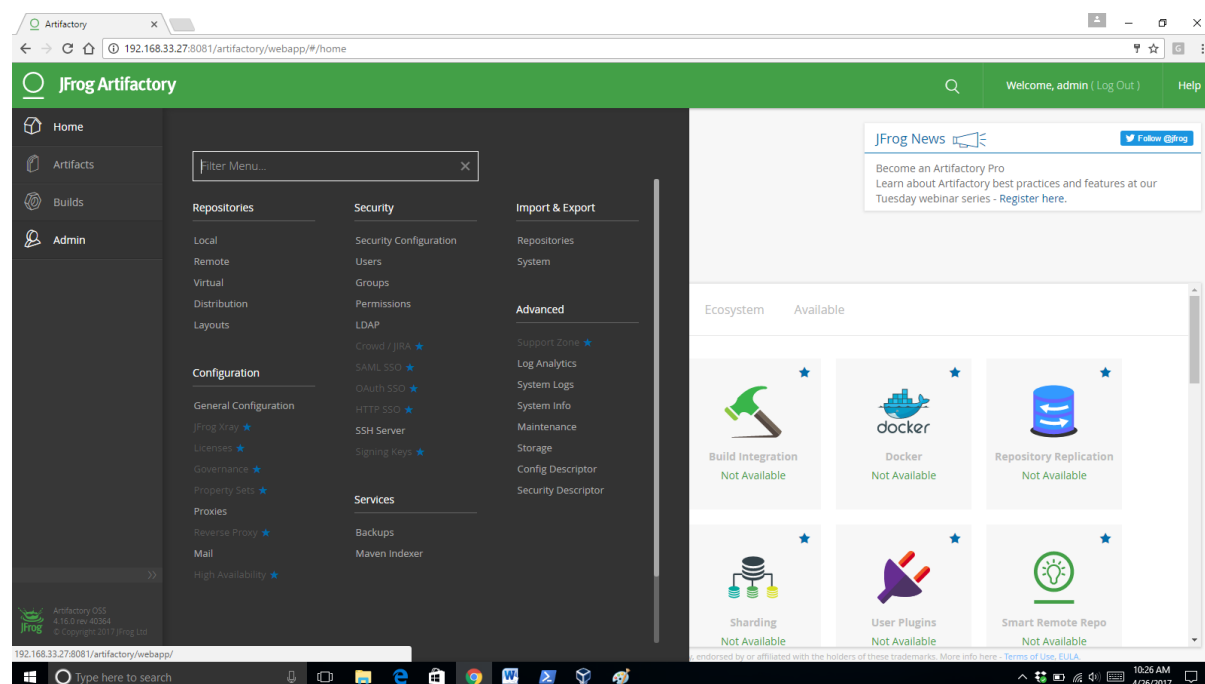 Artifactory
192.168.33.27:8081/artifactory/webapp/#/home
JFrog Artifactory
Welcome, admin ( Log Out )
Help
Home
Artifacts
Builds
Admin
Filter Menu...
Repositories
Local
Remote
Virtual
Distribution
Layouts
Configuration
General Configuration
JFrog Xray
Licenses
Governance
Property Sets
Proxies
Reverse Proxy
Mail
High Availability
Security
Security Configuration
Users
Groups
Permissions
LDAP
Crowd / JIRA
SAML SSO
OAuth SSO
HTTP SSO
SSH Server
Signing Keys
Services
Backups
Maven Indexer
Import & Export
Repositories
System
Advanced
Support Zone
Log Analytics
System Logs
System Info
Maintenance
Storage
Config Descriptor
Security Descriptor
JFrog News
Follow @jfrog
Become an Artifactory Pro
Learn about Artifactory best practices and features at our
Tuesday webinar series - Register here.
Ecosystem
Available
Build Integration
Not Available
docker
Docker
Not Available
Repository Replication
Not Available
Sharding
Not Available
User Plugins
Not Available
Smart Remote Repo
Not Available
JFrog
Artifactory OSS
4.16.0 rev 40364
© Copyright 2017 JFrog Ltd
192.168.33.27:8081/artifactory/webapp/
endorsed by or affiliated with the holders of these trademarks. More info here - Terms of Use, EULA.
Type here to search
10:26 AM
4/26/2017